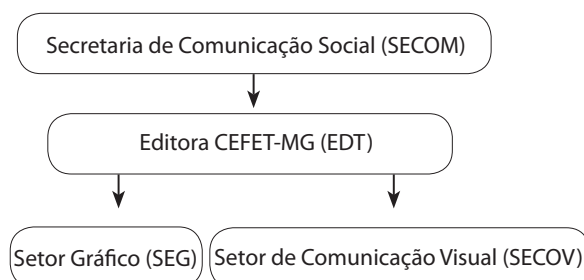 Secretaria de Comunicação Social (SECOM)
Editora CEFET-MG (EDT)
Setor Gráfico (SEG)
Setor de Comunicação Visual (SECOV)